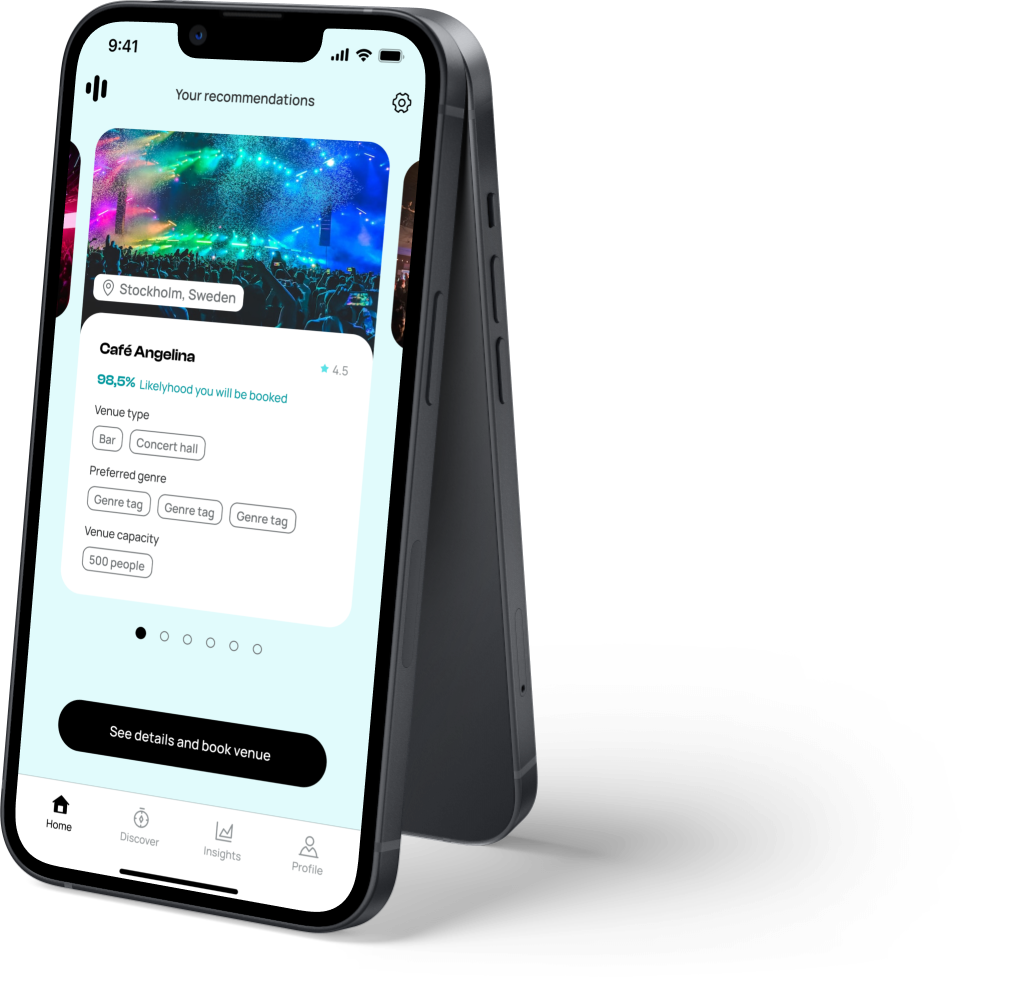 9:41
Your recommendations
Stockholm, Sweden
Café Angelina
4.5
98,5% Likelyhood you will be booked
Venue type
Bar
Concert hall
Preferred genre
Genre tag
Genre tag
Genre tag
Venue capacity
500 people
See details and book venue
Home
Discover
Insights
Profile